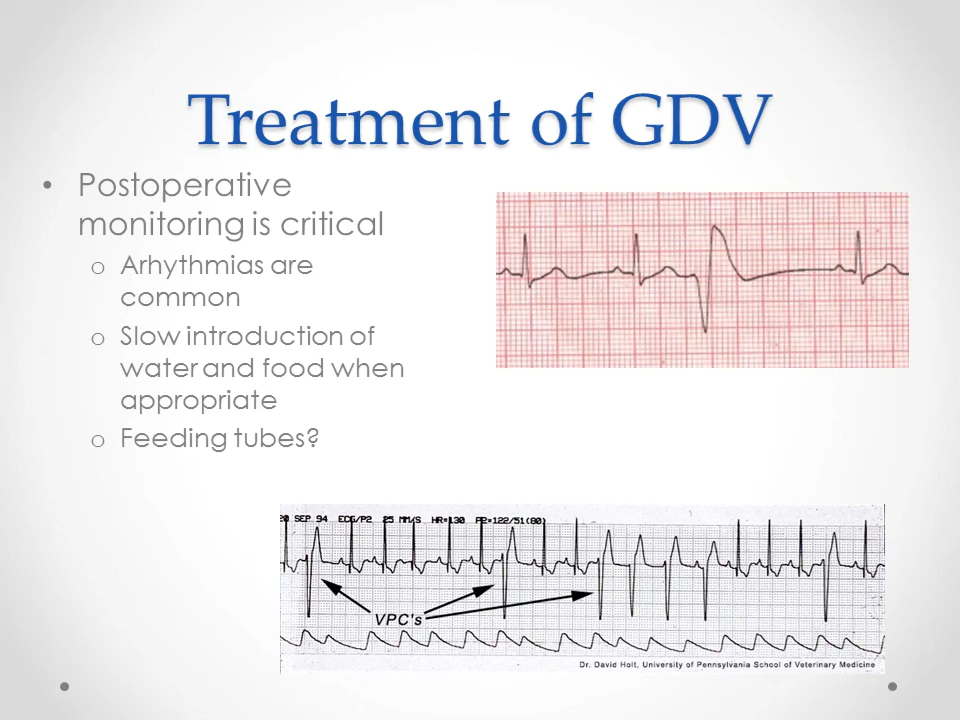 Treatment of GDV
• Postoperative
monitoring is critical
o Arhythmias are
common
o Slow introduction of
water and food when
appropriate
o Feeding tubes?
20 SEP 94 ECG/P2 25 MM/S HR=130 P2=122/51(80)
VPC's
Dr. David Holt, University of Pennsylvania School of Veterinary Medicine